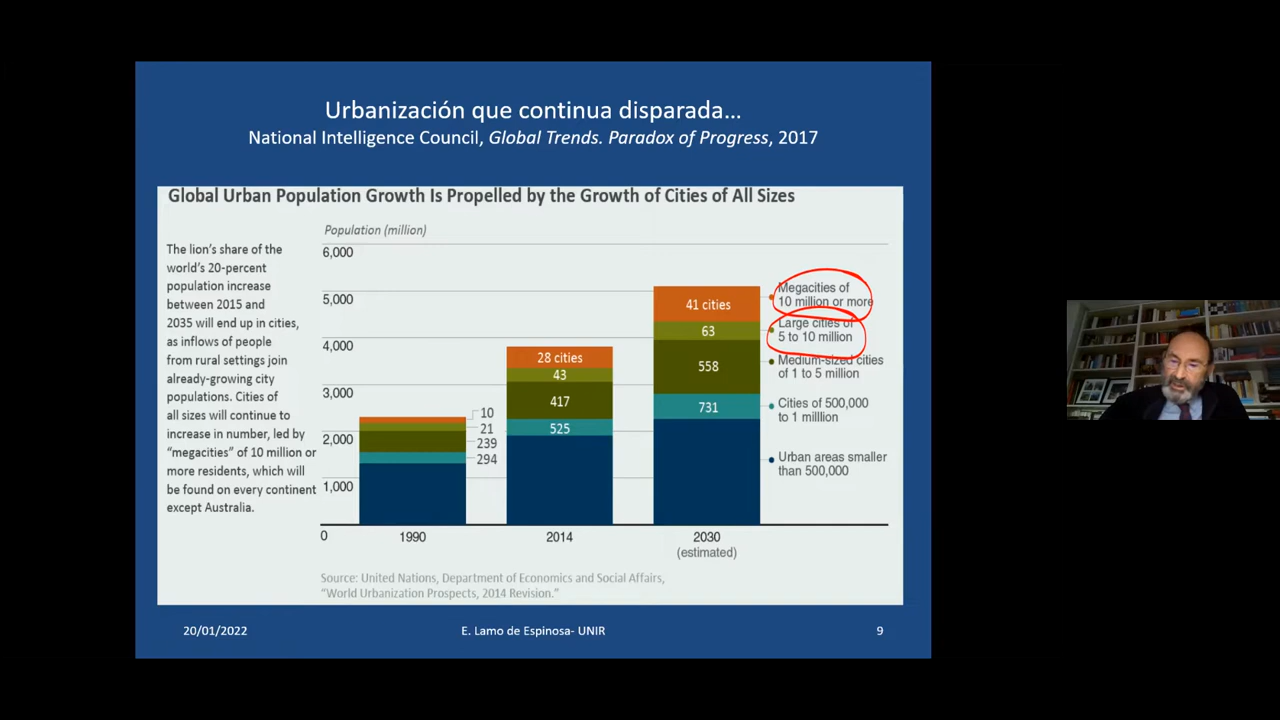 Urbanización que continua disparada…
National Intelligence Council, Global Trends. Paradox of Progress, 2017
Global Urban Population Growth Is Propelled by the Growth of Cities of All Sizes
The lion's share of the
world's 20-percent
population increase
between 2015 and
2035 will end up in cities,
as inflows of people
from rural settings join
already-growing city
populations. Cities of
all sizes will continue to
increase in number, led by
"megacities" of 10 million or
more residents, which will
be found on every continent
except Australia.
Population (million)
6,000
5,000
4,000
3,000
2,000
1,000
0
10
21
239
294
1990
28 cities
43
417
525
2014
41 cities
63
558
731
2030
(estimated)
Megacities of
10 million or more
Large cities of
5 to 10 million
Medium-sized cities
of 1 to 5 million
Cities of 500,000
to 1 milllion
Urban areas smaller
than 500,000
Source: United Nations, Department of Economics and Social Affairs,
"World Urbanization Prospects, 2014 Revision."
20/01/2022
E. Lamo de Espinosa- UNIR
9